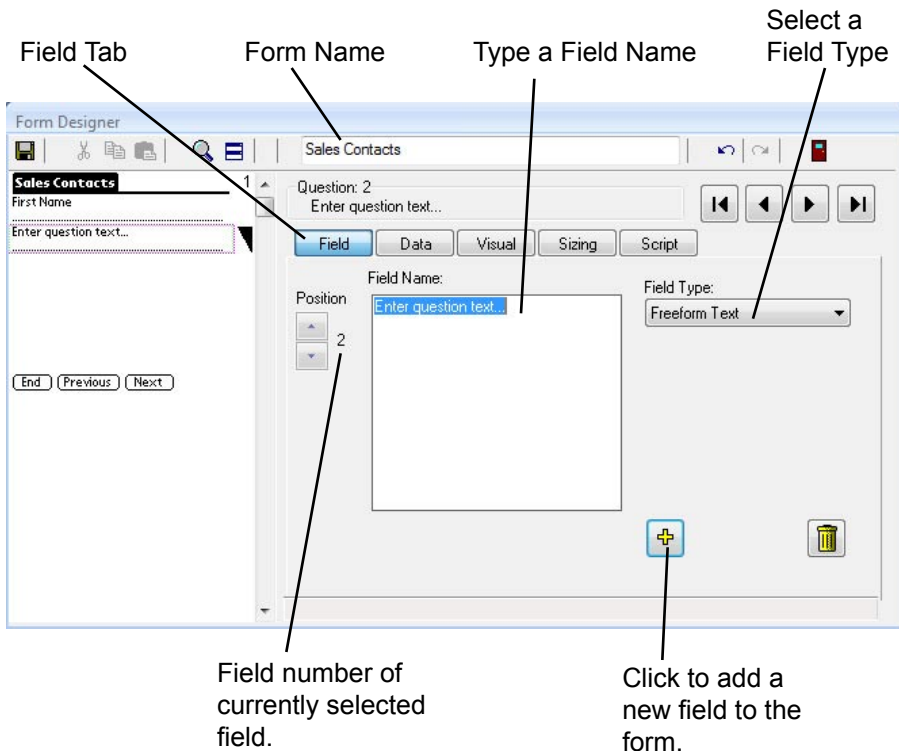 Select a
Field Tab Form Name Type a Field Name Field Type
Form Designer
Sales Contacts
Sales Contacts 1
First Name
Enter question text...
Question: 2
Enter question text...
Field Data Visual Sizing Script
Field Name:
Position
Enter question text...
2
Field Type:
Freeform Text
End Previous Next
Field number of
currently selected
field.
Click to add a
new field to the
form.